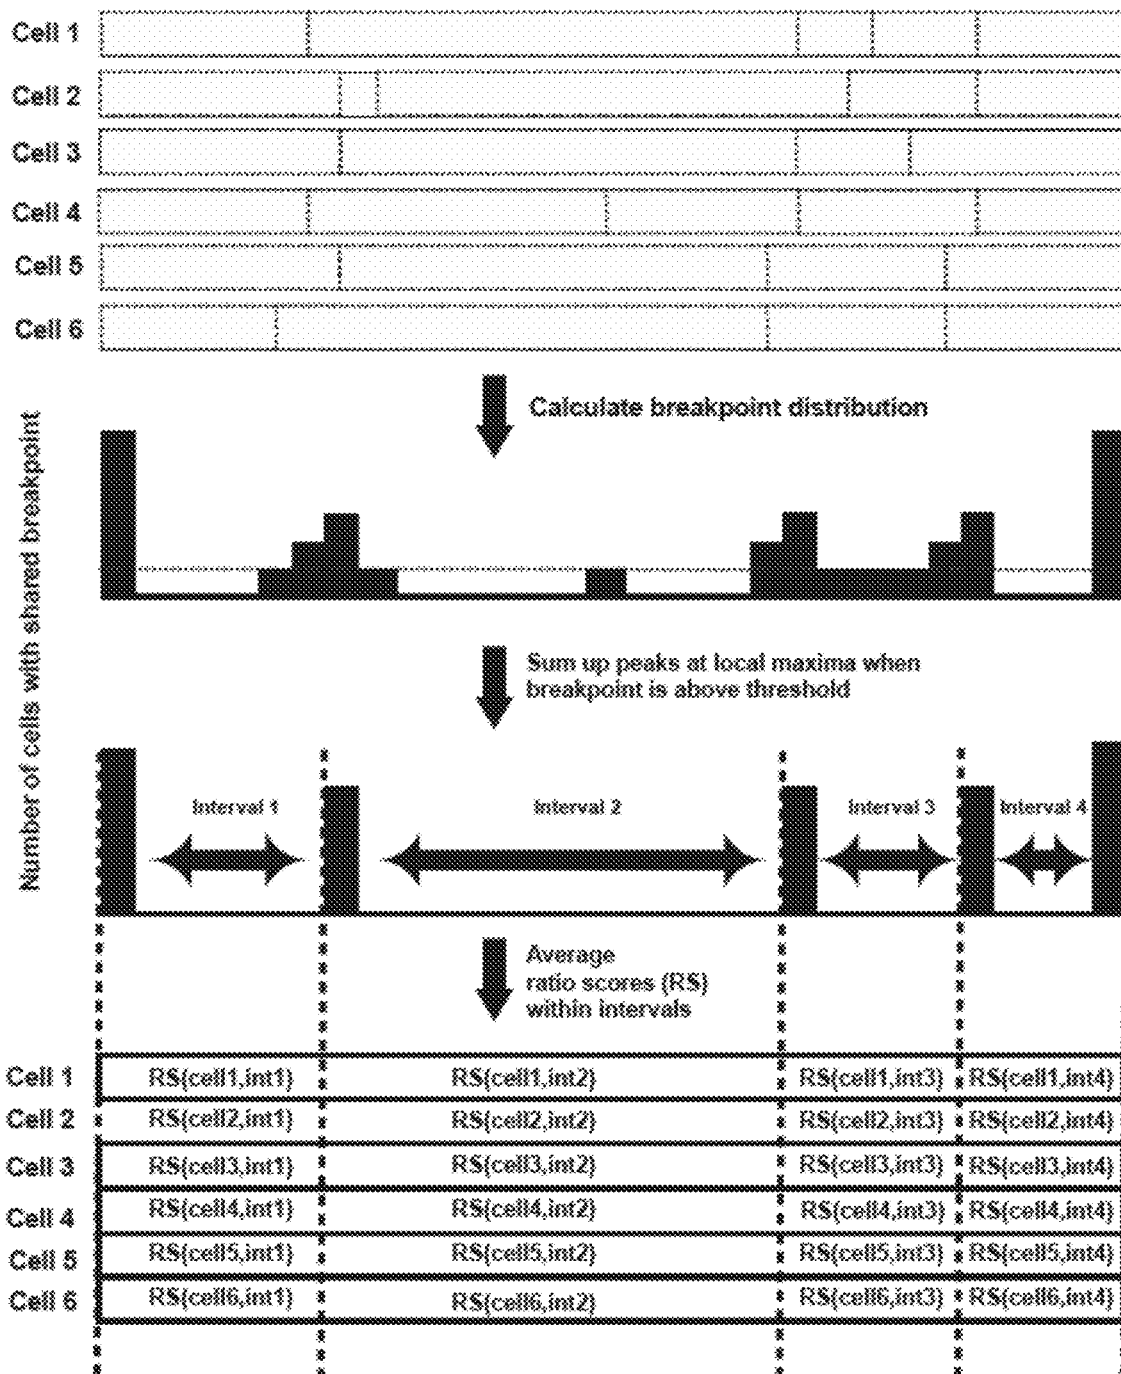 Cell 1
Cell 2
Cell 3
Cell 4
Cell 5
Cell 6
Calculate breakpoint distribution
Number of cells with shared breakpoint
Sum up peaks at local maxima when
breakpoint is above threshold
Interval 1 Interval 2 Interval 3 Interval 4
Average
ratio scores (RS)
within intervals
Cell 1 RS(cell1,int1) RS(cell1,int2) RS(cell1,int3) RS(cell1,int4)
Cell 2 RS(cell2,int1) RS(cell2,int2) RS(cell2,int3) RS(cell2,int4)
Cell 3 RS(cell3,int1) RS(cell3,int2) RS(cell3,int3) RS(cell3,int4)
Cell 4 RS(cell4,int1) RS(cell4,int2) RS(cell4,int3) RS(cell4,int4)
Cell 5 RS(cell5,int1) RS(cell5,int2) RS(cell5,int3) RS(cell5,int4)
Cell 6 RS(cell6,int1) RS(cell6,int2) RS(cell6,int3) RS(cell6,int4)